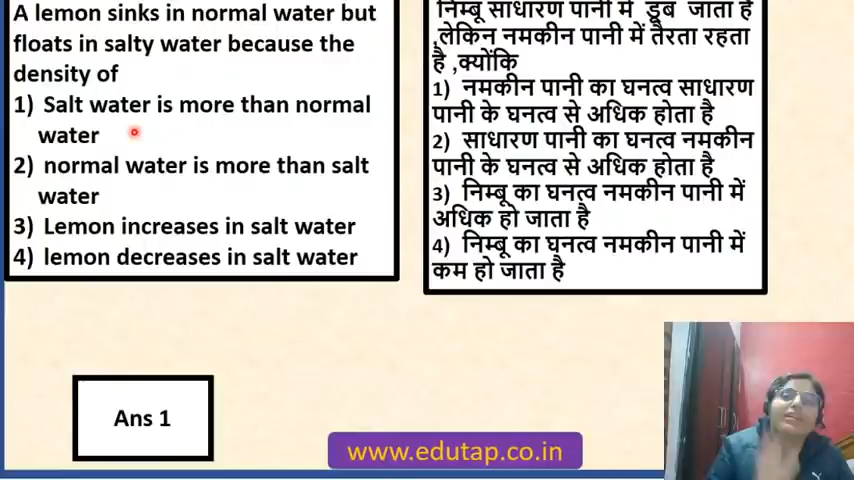 A lemon sinks in normal water but
floats in salty water because the
density of
1) Salt water is more than normal
water
2) normal water is more than salt
water
3) Lemon increases in salt water
4) lemon decreases in salt water
निम्बू साधारण पानी में डूब जाता है
,लेकिन नमकीन पानी में तैरता रहता
है ,क्योंकि
1) नमकीन पानी का घनत्व साधारण
पानी के घनत्व से अधिक होता है
2) साधारण पानी का घनत्व नमकीन
पानी के घनत्व से अधिक होता है
3) निम्बू का घनत्व नमकीन पानी में
अधिक हो जाता है
4) निम्बू का घनत्व नमकीन पानी में
कम हो जाता है
Ans 1
www.edutap.co.in